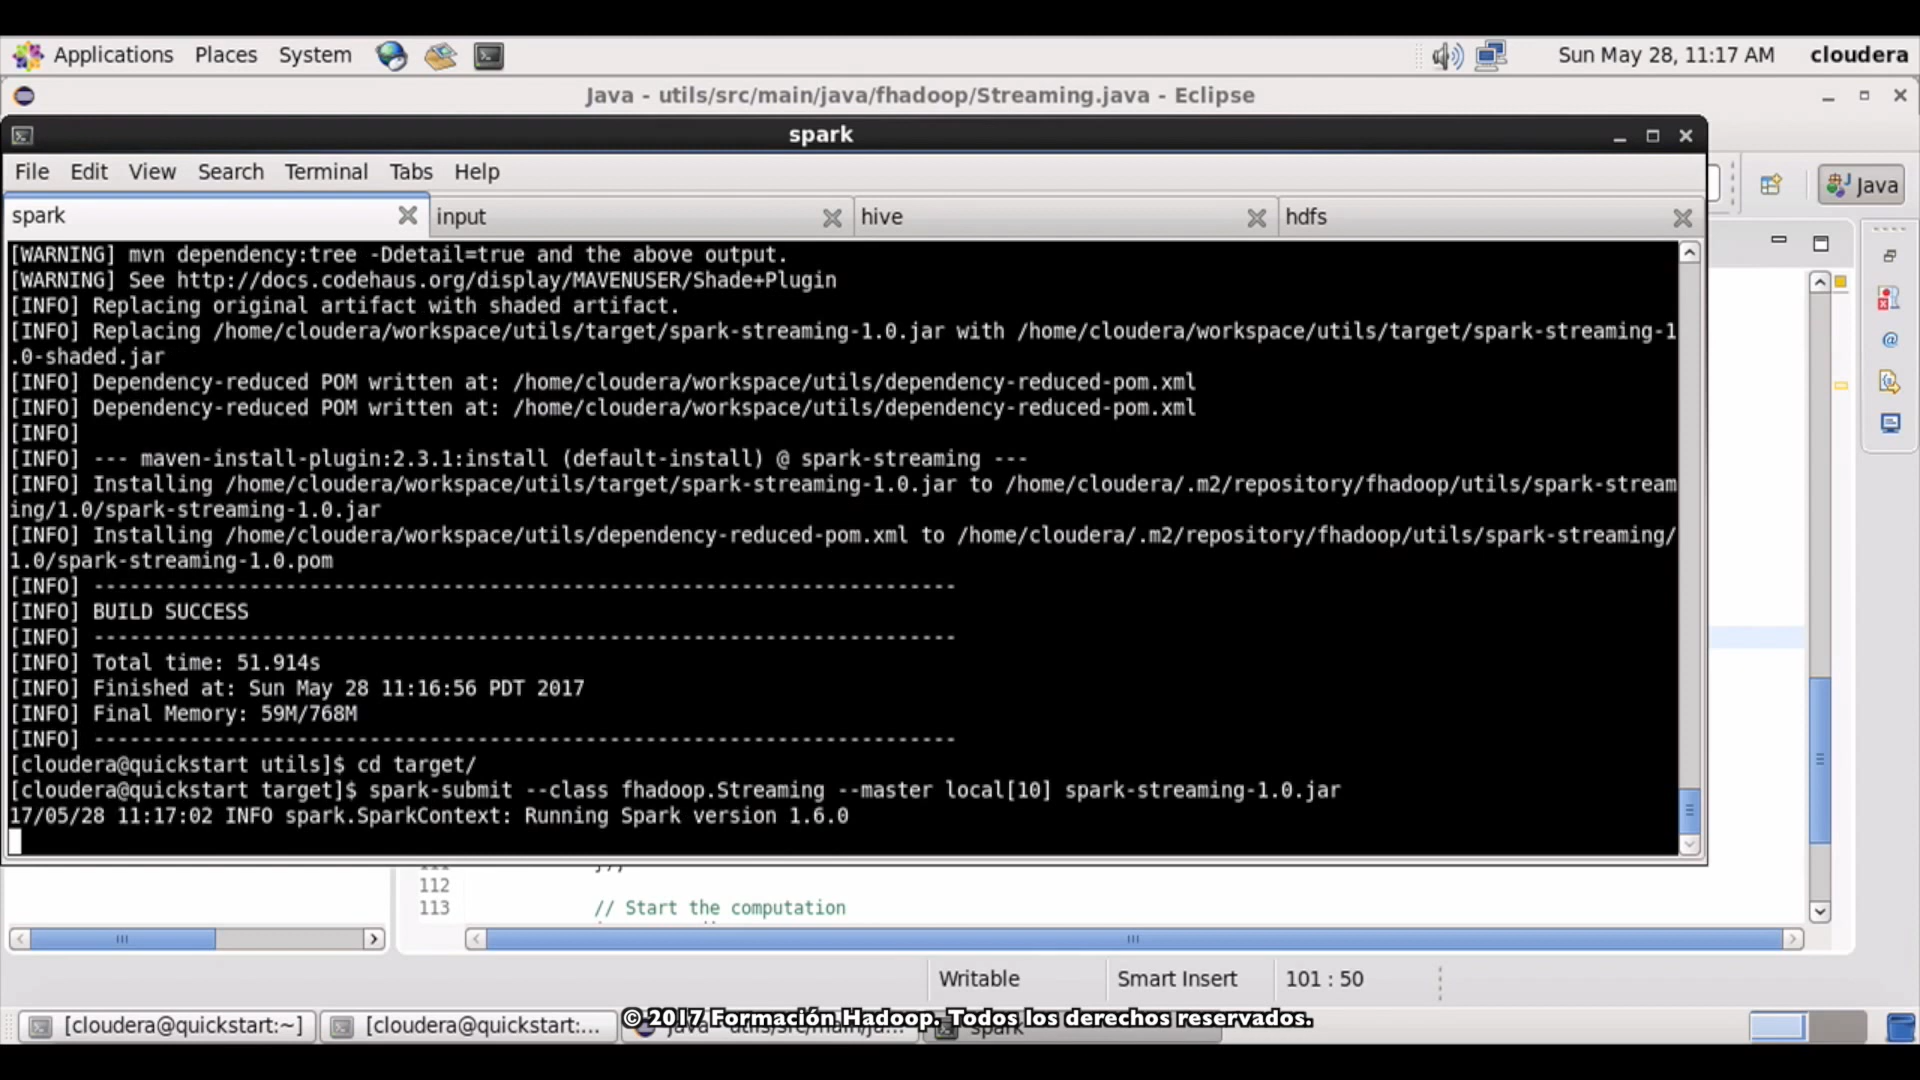 Applications Places System Sun May 28, 11:17 AM cloudera
Java - utils/src/main/java/fhadoop/Streaming.java - Eclipse
spark
File Edit View Search Terminal Tabs Help
Java
spark input hive hdfs
[WARNING] mvn dependency:tree -Ddetail=true and the above output.
[WARNING] See http://docs.codehaus.org/display/MAVENUSER/Shade+Plugin
[INFO] Replacing original artifact with shaded artifact.
[INFO] Replacing /home/cloudera/workspace/utils/target/spark-streaming-1.0.jar with /home/cloudera/workspace/utils/target/spark-streaming-1
.0-shaded.jar
[INFO] Dependency-reduced POM written at: /home/cloudera/workspace/utils/dependency-reduced-pom.xml
[INFO] Dependency-reduced POM written at: /home/cloudera/workspace/utils/dependency-reduced-pom.xml
[INFO]
[INFO] --- maven-install-plugin:2.3.1:install (default-install) @ spark-streaming ---
[INFO] Installing /home/cloudera/workspace/utils/target/spark-streaming-1.0.jar to /home/cloudera/.m2/repository/fhadoop/utils/spark-stream
ing/1.0/spark-streaming-1.0.jar
[INFO] Installing /home/cloudera/workspace/utils/dependency-reduced-pom.xml to /home/cloudera/.m2/repository/fhadoop/utils/spark-streaming/
1.0/spark-streaming-1.0.pom
[INFO] ------------------------------------------------------------------------
[INFO] BUILD SUCCESS
[INFO] ------------------------------------------------------------------------
[INFO] Total time: 51.914s
[INFO] Finished at: Sun May 28 11:16:56 PDT 2017
[INFO] Final Memory: 59M/768M
[INFO] ------------------------------------------------------------------------
[cloudera@quickstart utils]$ cd target/
[cloudera@quickstart target]$ spark-submit --class fhadoop.Streaming --master local[10] spark-streaming-1.0.jar
17/05/28 11:17:02 INFO spark.SparkContext: Running Spark version 1.6.0
112
113 // Start the computation
Writable Smart Insert 101 : 50
[cloudera@quickstart:~] [cloudera@quickstart:... spark
© 2017 Formación Hadoop. Todos los derechos reservados.